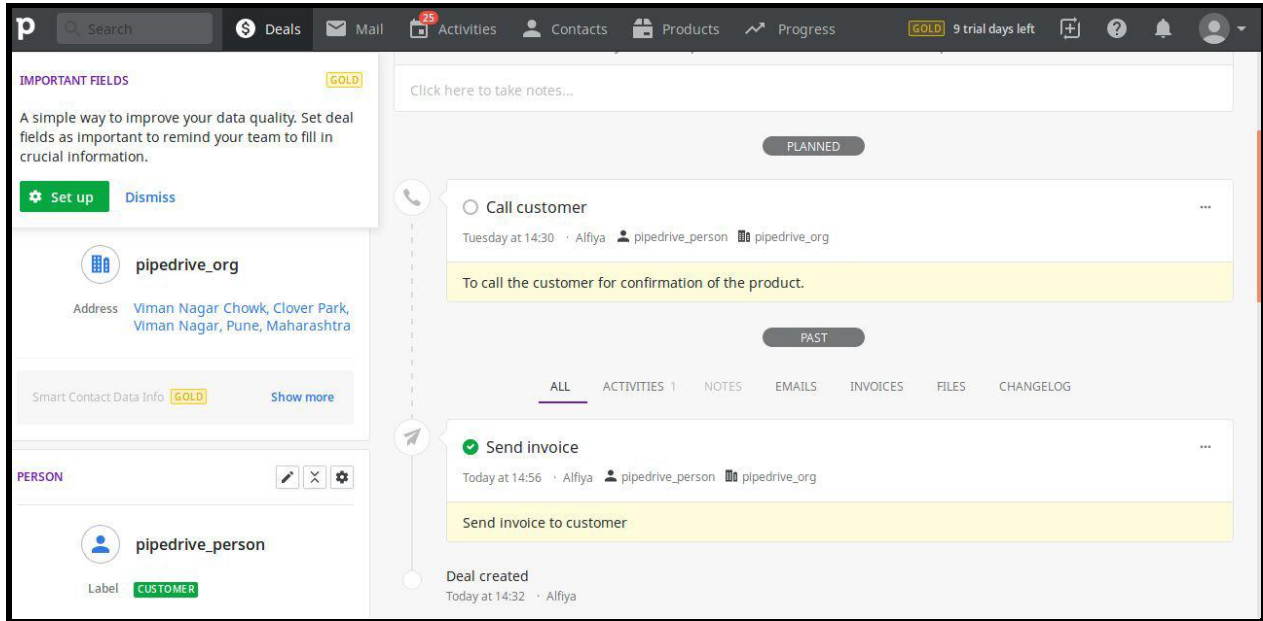 p
Search
Deals
Mail
25
Activities
Contacts
Products
Progress
GOLD
9 trial days left
IMPORTANT FIELDS
GOLD
A simple way to improve your data quality. Set deal
fields as important to remind your team to fill in
crucial information.
Set up
Dismiss
pipedrive_org
Address
Viman Nagar Chowk, Clover Park,
Viman Nagar, Pune, Maharashtra
Smart Contact Data Info
GOLD
Show more
PERSON
pipedrive_person
Label
CUSTOMER
Click here to take notes...
PLANNED
Call customer
...
Tuesday at 14:30 · Alfiya pipedrive_person pipedrive_org
To call the customer for confirmation of the product.
PAST
ALL
ACTIVITIES 1
NOTES
EMAILS
INVOICES
FILES
CHANGELOG
Send invoice
...
Today at 14:56 · Alfiya pipedrive_person pipedrive_org
Send invoice to customer
Deal created
Today at 14:32 · Alfiya